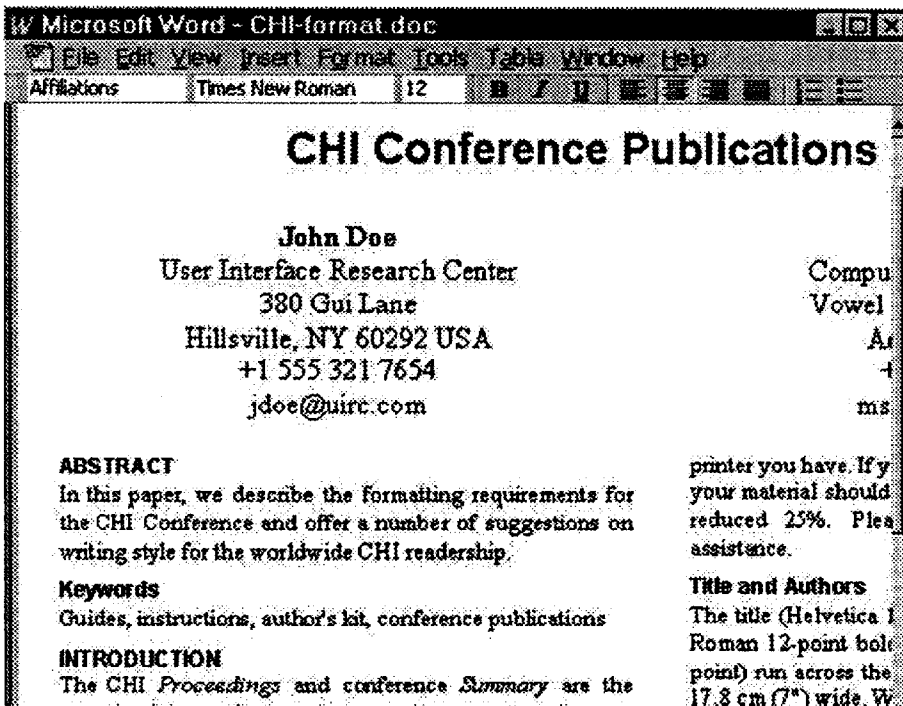 Microsoft Word - CHI-format.doc
File Edit View Insert Format Tools Table Window Help
Affiliations Times New Roman 12 B I U
CHI Conference Publications
John Doe
User Interface Research Center
380 Gui Lane
Hillsville, NY 60292 USA
+1 555 321 7654
jdoe@uirc.com
Compu
Vowel
ms
ABSTRACT
In this paper, we describe the formatting requirements for
the CHI Conference and offer a number of suggestions on
writing style for the worldwide CHI readership.
Keywords
Guides, instructions, author's kit, conference publications
INTRODUCTION
The CHI Proceedings and conference Summary are the
printer you have. If y
your material should
reduced 25%. Plea
assistance.
Title and Authors
The title (Helvetica 1
Roman 12-point bol
point) run across the
17.8 cm (7") wide. W